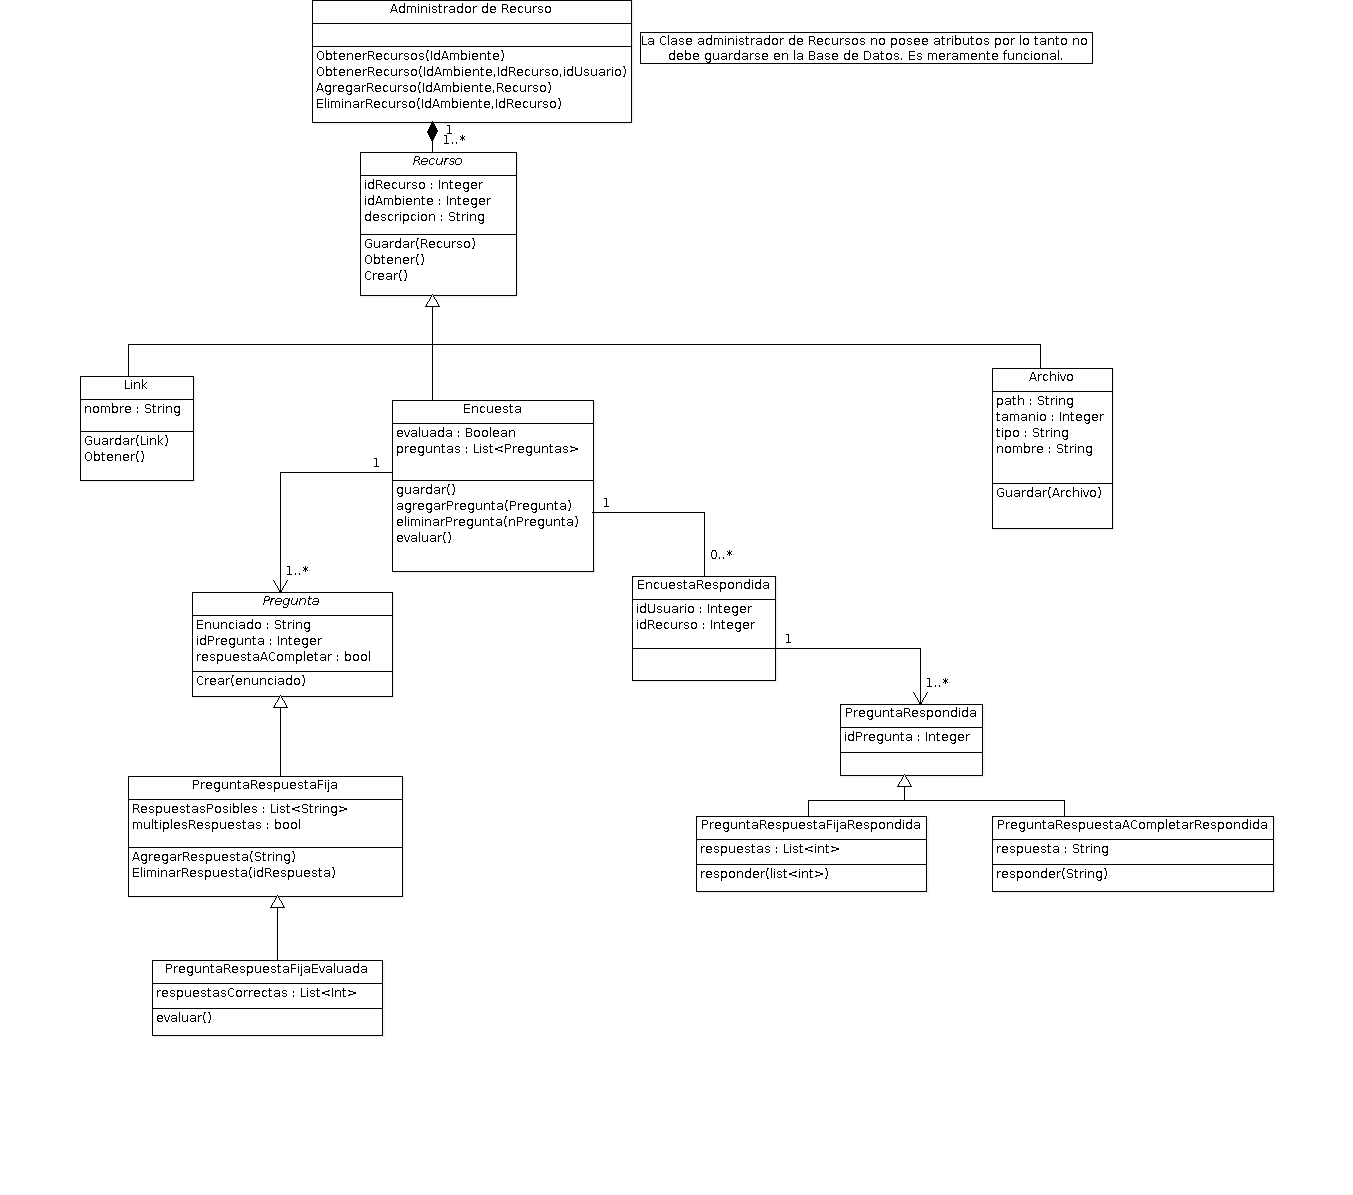 Administrador de Recurso
ObtenerRecursos(IdAmbiente)
ObtenerRecurso(IdAmbiente,IdRecurso,idUsuario)
AgregarRecurso(IdAmbiente,Recurso)
EliminarRecurso(IdAmbiente,IdRecurso)
La Clase administrador de Recursos no posee atributos por lo tanto no
debe guardarse en la Base de Datos. Es meramente funcional.
1
1..*
Recurso
idRecurso : Integer
idAmbiente : Integer
descripcion : String
Guardar(Recurso)
Obtener()
Crear()
Link
nombre : String
Guardar(Link)
Obtener()
Encuesta
evaluada : Boolean
preguntas : List<Preguntas>
guardar()
agregarPregunta(Pregunta)
eliminarPregunta(nPregunta)
evaluar()
Archivo
path : String
tamanio : Integer
tipo : String
nombre : String
Guardar(Archivo)
1
1..*
1
0..*
Pregunta
Enunciado : String
idPregunta : Integer
respuestaACompletar : bool
Crear(enunciado)
EncuestaRespondida
idUsuario : Integer
idRecurso : Integer
1
1..*
PreguntaRespondida
idPregunta : Integer
PreguntaRespuestaFija
RespuestasPosibles : List<String>
multiplesRespuestas : bool
AgregarRespuesta(String)
EliminarRespuesta(idRespuesta)
PreguntaRespuestaFijaRespondida
respuestas : List<int>
responder(list<int>)
PreguntaRespuestaACompletarRespondida
respuesta : String
responder(String)
PreguntaRespuestaFijaEvaluada
respuestasCorrectas : List<Int>
evaluar()